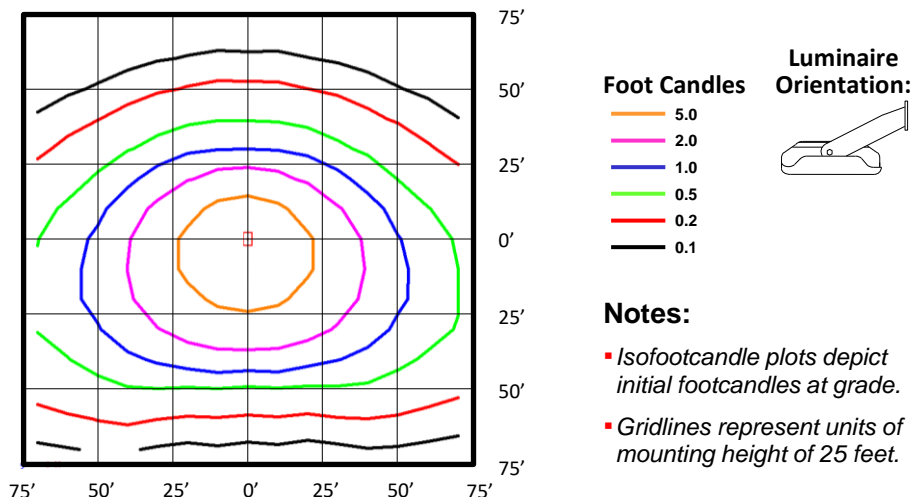 75’
50’
25’
0’
25’
50’
75’
75’ 50’ 25’ 0’ 25’ 50’ 75’
Foot Candles
5.0
2.0
1.0
0.5
0.2
0.1
Luminaire
Orientation:
Notes:
▪ Isofootcandle plots depict
initial footcandles at grade.
▪ Gridlines represent units of
mounting height of 25 feet.